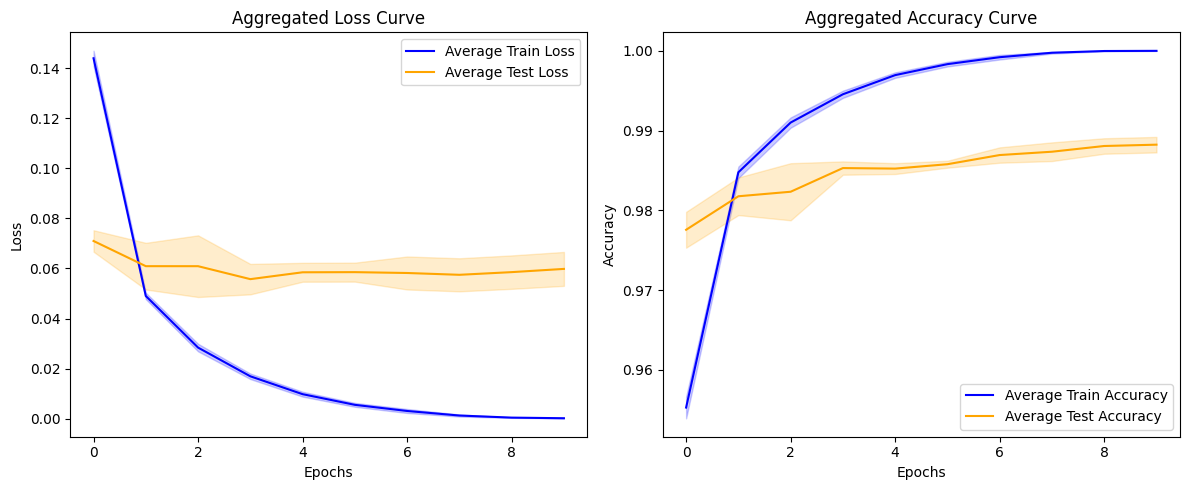 Aggregated Loss Curve
Loss
0.14
0.12
0.10
0.08
0.06
0.04
0.02
0.00
0 2 4 6 8
Epochs
Average Train Loss
Average Test Loss
Aggregated Accuracy Curve
Accuracy
1.00
0.99
0.98
0.97
0.96
0 2 4 6 8
Epochs
Average Train Accuracy
Average Test Accuracy